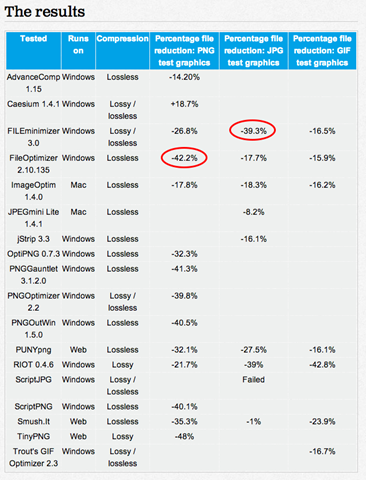 The results
Tested Runs on Compression Percentage file reduction: PNG test graphics Percentage file reduction: JPG test graphics Percentage file reduction: GIF test graphics
AdvanceComp 1.15 Windows Lossless -14.20%
Caesium 1.4.1 Windows Lossy / lossless +18.7%
FILEminimizer 3.0 Windows Lossy / lossless -26.8% -39.3% -16.5%
FileOptimizer 2.10.135 Windows Lossless -42.2% -17.7% -15.9%
ImageOptim 1.4.0 Mac Lossless -17.8% -18.3% -16.2%
JPEGmini Lite 1.4.1 Mac Lossless -8.2%
jStrip 3.3 Windows Lossless -16.1%
OptiPNG 0.7.3 Windows Lossless -32.3%
PNGGauntlet 3.1.2.0 Windows Lossless -41.3%
PNGOptimizer 2.2 Windows Lossy / lossless -39.8%
PNGOutWin 1.5.0 Windows Lossless -40.5%
PUNYpng Web Lossless -32.1% -27.5% -16.1%
RIOT 0.4.6 Windows Lossy -21.7% -39% -42.8%
ScriptJPG Windows Lossy / Lossless Failed
ScriptPNG Windows Lossless -40.1%
Smush.It Web Lossless -35.3% -1% -23.9%
TinyPNG Web Lossy -48%
Trout's GIF Optimizer 2.3 Windows Lossy / lossless -16.7%